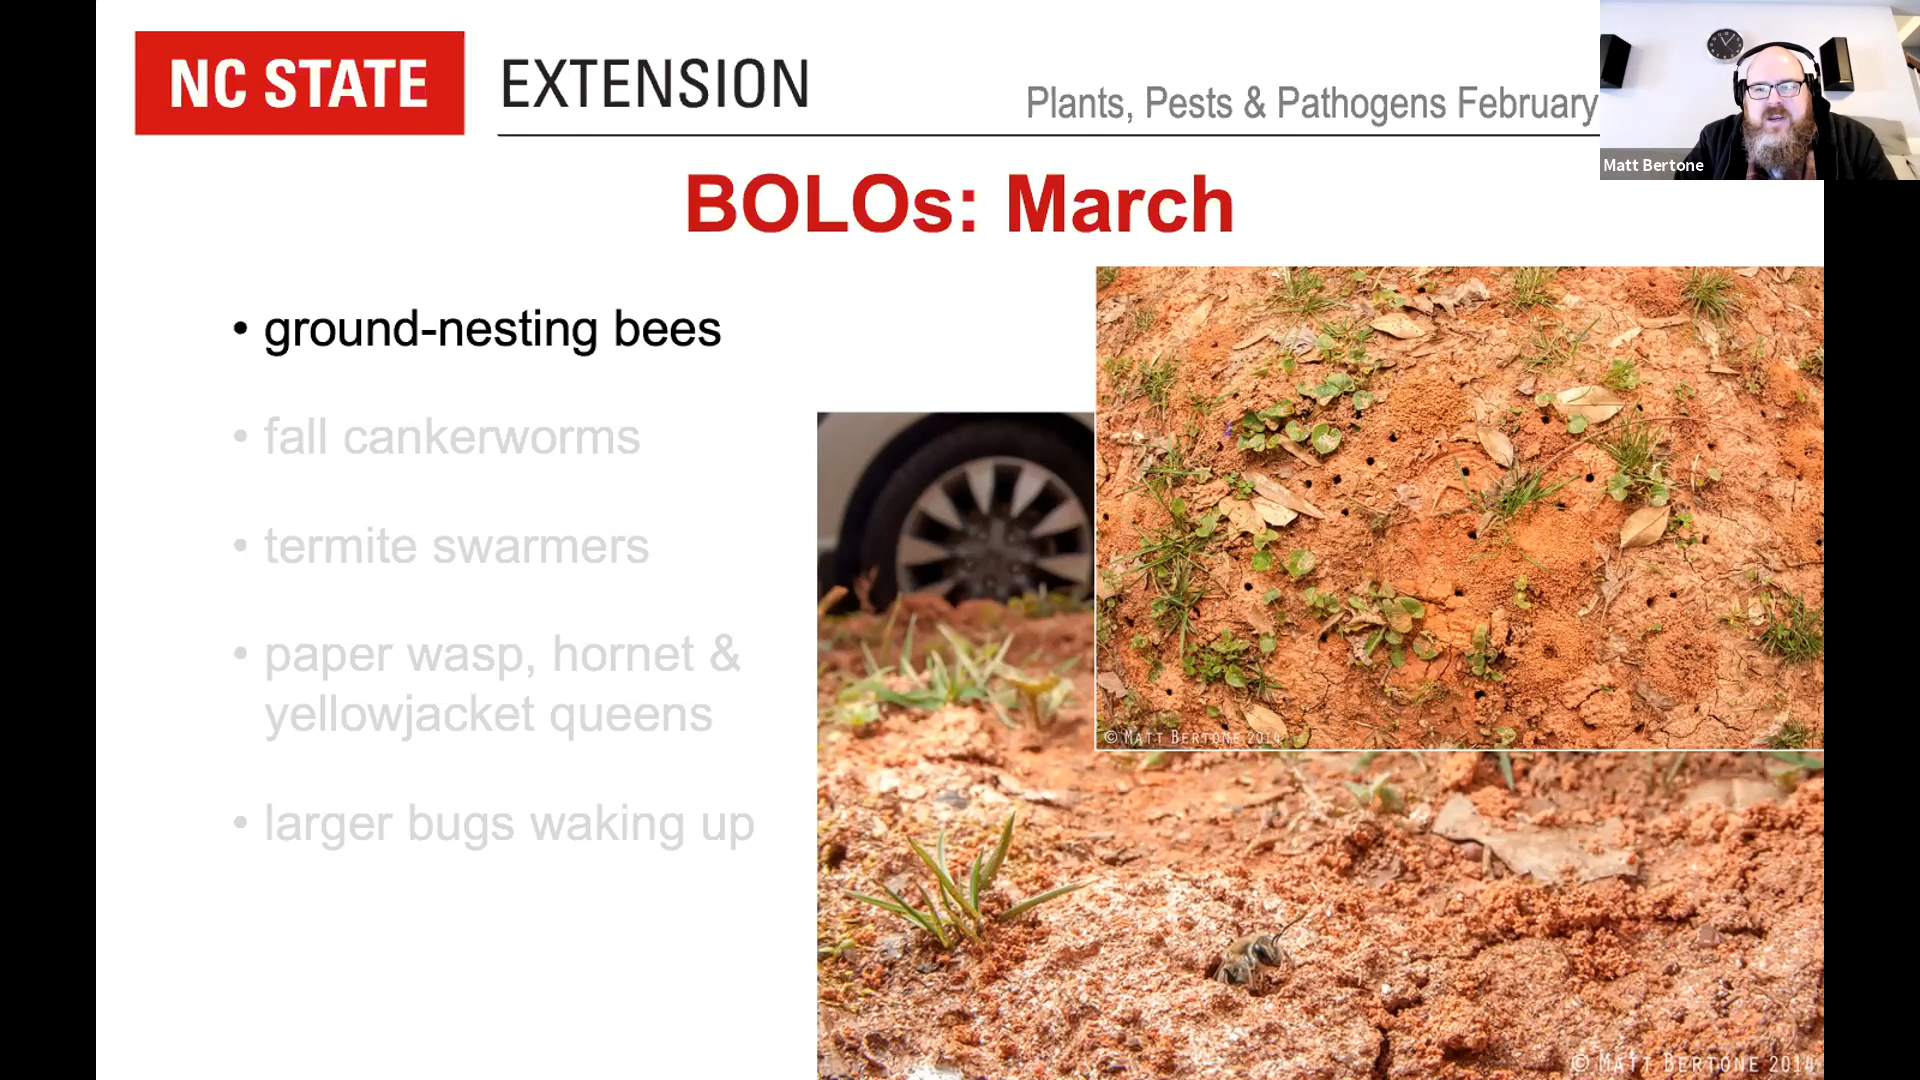 NC STATE EXTENSION
Plants, Pests & Pathogens February
Matt Bertone
BOLOs: March
• ground-nesting bees
• fall cankerworms
• termite swarmers
• paper wasp, hornet &
yellowjacket queens
• larger bugs waking up
© MATT BERTONE 2014
© MATT BERTONE 2014